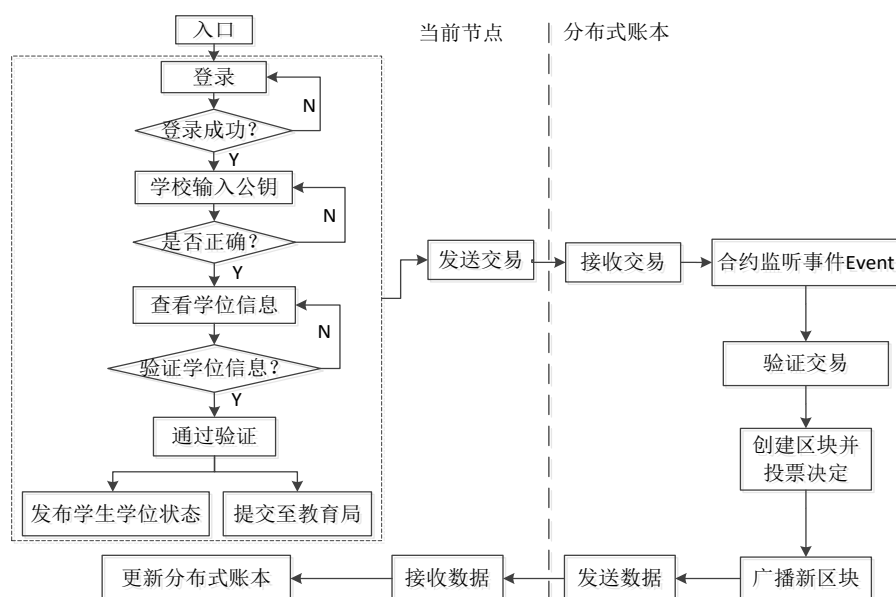 入口
当前节点
分布式账本
登录
N
登录成功？
Y
学校输入公钥
N
是否正确？
Y
查看学位信息
N
验证学位信息？
Y
通过验证
发布学生学位状态
提交至教育局
发送交易
接收交易
合约监听事件Event
验证交易
创建区块并
投票决定
广播新区块
发送数据
接收数据
更新分布式账本